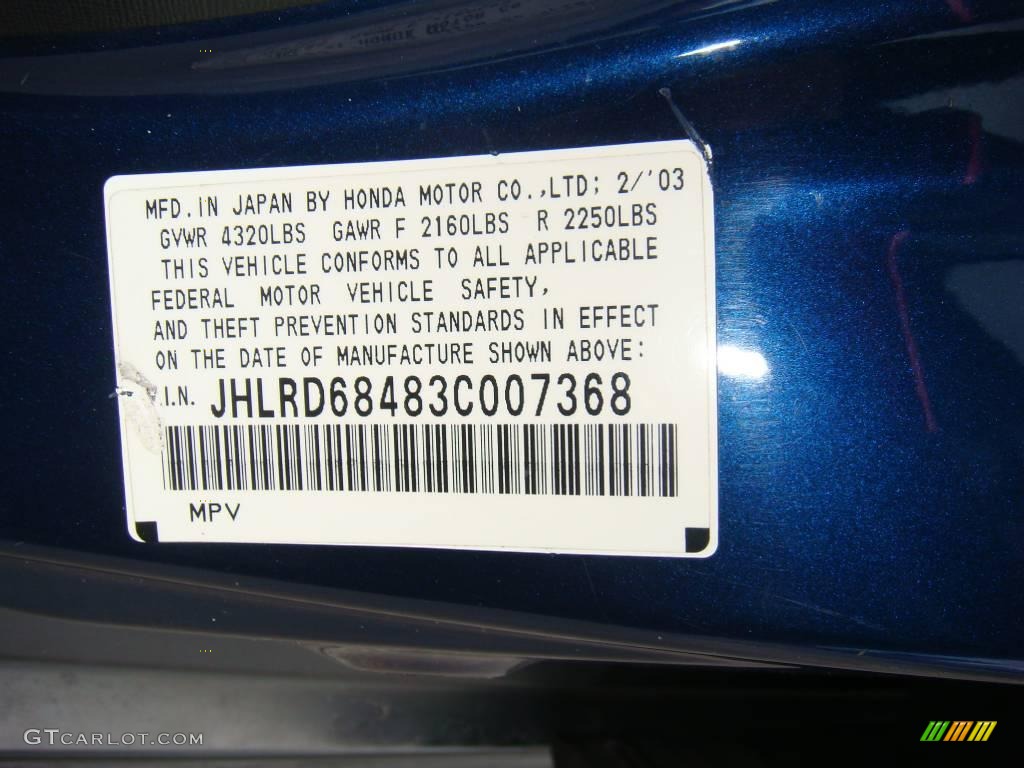 MFD.IN JAPAN BY HONDA MOTOR CO.,LTD; 2/'03
GVWR 4320LBS GAWR F 2160LBS R 2250LBS
THIS VEHICLE CONFORMS TO ALL APPLICABLE
FEDERAL MOTOR VEHICLE SAFETY,
AND THEFT PREVENTION STANDARDS IN EFFECT
ON THE DATE OF MANUFACTURE SHOWN ABOVE:
V.I.N. JHLRD68483C007368
MPV
GTCARLOT.COM